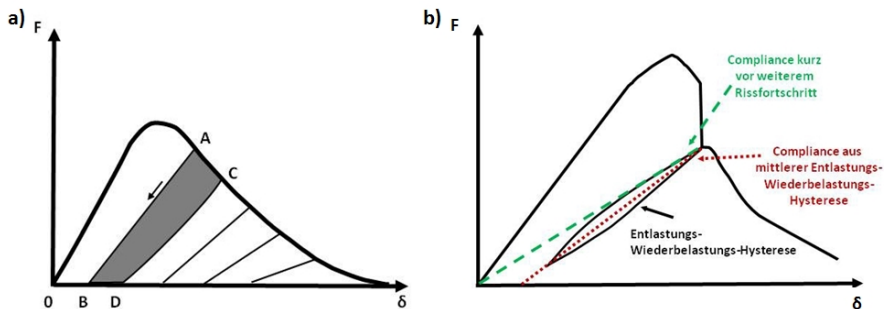 a)
F
A
C
0
B
D
δ
b)
F
Compliance kurz
vor weiterem
Rissfortschritt
Compliance aus
mittlerer Entlastungs-
Wiederbelastungs-
Hysterese
Entlastungs-
Wiederbelastungs-Hysterese
δ